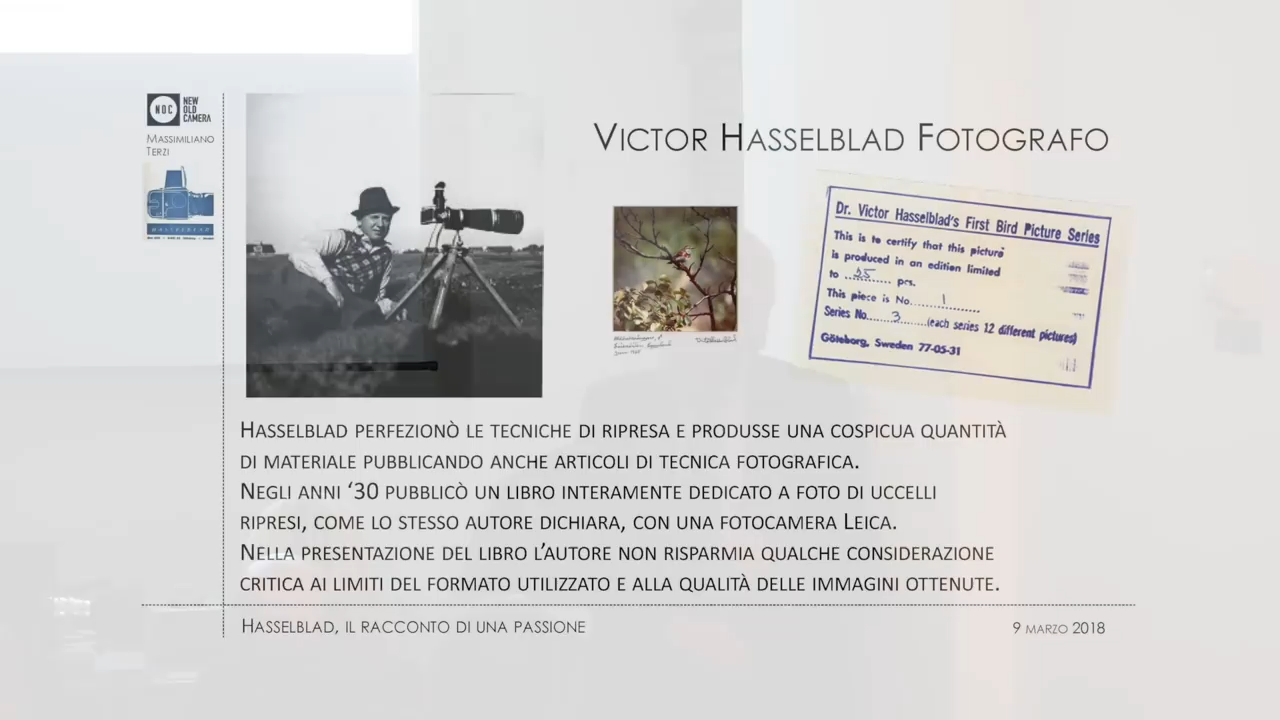 NOC
NEW
OLD
CAMERA
MASSIMILIANO
TERZI
HASSELBLAD
VICTOR HASSELBLAD FOTOGRAFO
Dr. Victor Hasselblad's First Bird Picture Series
This is to certify that this picture
is produced in an edition limited
to ...55... pcs.
This piece is No......1......
Series No......3......(each series 12 different pictures)
Göteborg, Sweden 77-05-31
HASSELBLAD PERFEZIONÒ LE TECNICHE DI RIPRESA E PRODUSSE UNA COSPICUA QUANTITÀ
DI MATERIALE PUBBLICANDO ANCHE ARTICOLI DI TECNICA FOTOGRAFICA.
NEGLI ANNI ‘30 PUBBLICÒ UN LIBRO INTERAMENTE DEDICATO A FOTO DI UCCELLI
RIPRESI, COME LO STESSO AUTORE DICHIARA, CON UNA FOTOCAMERA LEICA.
NELLA PRESENTAZIONE DEL LIBRO L’AUTORE NON RISPARMIA QUALCHE CONSIDERAZIONE
CRITICA AI LIMITI DEL FORMATO UTILIZZATO E ALLA QUALITÀ DELLE IMMAGINI OTTENUTE.
HASSELBLAD, IL RACCONTO DI UNA PASSIONE
9 MARZO 2018